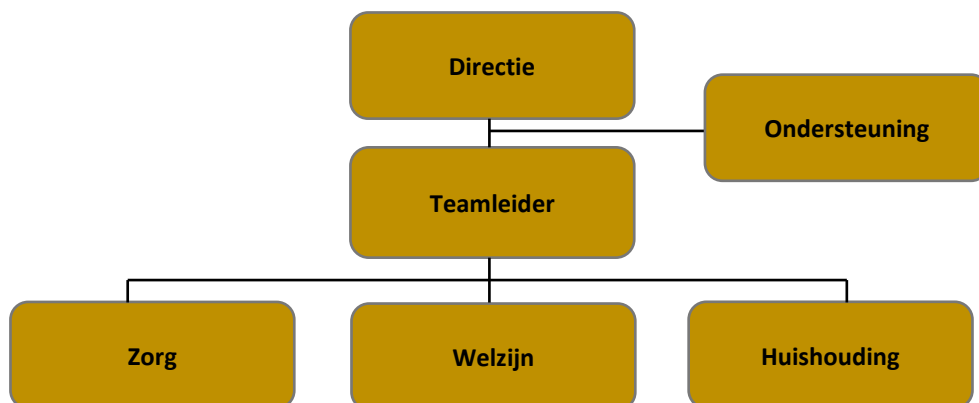 Directie
Ondersteuning
Teamleider
Zorg
Welzijn
Huishouding